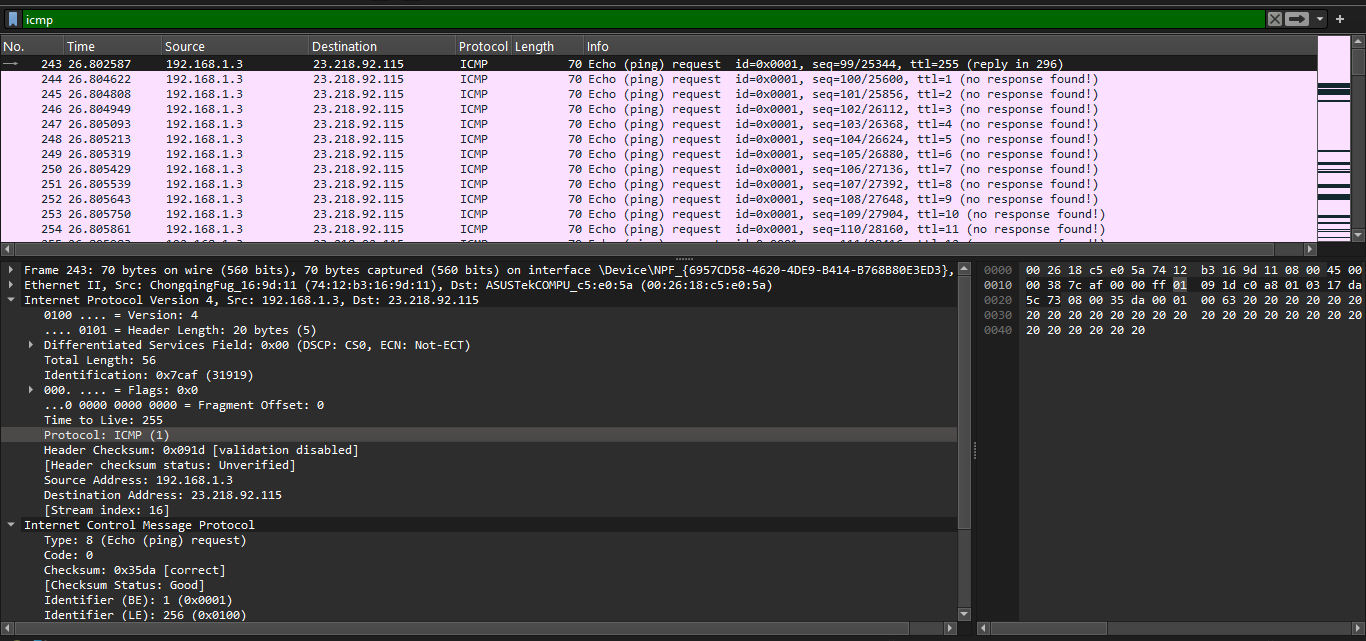 icmp
No. Time Source Destination Protocol Length Info
243 26.802587 192.168.1.3 23.218.92.115 ICMP 70 Echo (ping) request id=0x0001, seq=99/25344, ttl=255 (reply in 296)
244 26.804622 192.168.1.3 23.218.92.115 ICMP 70 Echo (ping) request id=0x0001, seq=100/25600, ttl=1 (no response found!)
245 26.804808 192.168.1.3 23.218.92.115 ICMP 70 Echo (ping) request id=0x0001, seq=101/25856, ttl=2 (no response found!)
246 26.804949 192.168.1.3 23.218.92.115 ICMP 70 Echo (ping) request id=0x0001, seq=102/26112, ttl=3 (no response found!)
247 26.805093 192.168.1.3 23.218.92.115 ICMP 70 Echo (ping) request id=0x0001, seq=103/26368, ttl=4 (no response found!)
248 26.805213 192.168.1.3 23.218.92.115 ICMP 70 Echo (ping) request id=0x0001, seq=104/26624, ttl=5 (no response found!)
249 26.805319 192.168.1.3 23.218.92.115 ICMP 70 Echo (ping) request id=0x0001, seq=105/26880, ttl=6 (no response found!)
250 26.805429 192.168.1.3 23.218.92.115 ICMP 70 Echo (ping) request id=0x0001, seq=106/27136, ttl=7 (no response found!)
251 26.805539 192.168.1.3 23.218.92.115 ICMP 70 Echo (ping) request id=0x0001, seq=107/27392, ttl=8 (no response found!)
252 26.805643 192.168.1.3 23.218.92.115 ICMP 70 Echo (ping) request id=0x0001, seq=108/27648, ttl=9 (no response found!)
253 26.805750 192.168.1.3 23.218.92.115 ICMP 70 Echo (ping) request id=0x0001, seq=109/27904, ttl=10 (no response found!)
254 26.805861 192.168.1.3 23.218.92.115 ICMP 70 Echo (ping) request id=0x0001, seq=110/28160, ttl=11 (no response found!)
Frame 243: 70 bytes on wire (560 bits), 70 bytes captured (560 bits) on interface \Device\NPF_{6957CD58-4620-4DE9-B414-B768B80E3ED3},
Ethernet II, Src: ChongqingFug_16:9d:11 (74:12:b3:16:9d:11), Dst: ASUSTekCOMPU_c5:e0:5a (00:26:18:c5:e0:5a)
Internet Protocol Version 4, Src: 192.168.1.3, Dst: 23.218.92.115
0100 .... = Version: 4
.... 0101 = Header Length: 20 bytes (5)
Differentiated Services Field: 0x00 (DSCP: CS0, ECN: Not-ECT)
Total Length: 56
Identification: 0x7caf (31919)
000. .... = Flags: 0x0
...0 0000 0000 0000 = Fragment Offset: 0
Time to Live: 255
Protocol: ICMP (1)
Header Checksum: 0x091d [validation disabled]
[Header checksum status: Unverified]
Source Address: 192.168.1.3
Destination Address: 23.218.92.115
[Stream index: 16]
Internet Control Message Protocol
Type: 8 (Echo (ping) request)
Code: 0
Checksum: 0x35da [correct]
[Checksum Status: Good]
Identifier (BE): 1 (0x0001)
Identifier (LE): 256 (0x0100)
0000 00 26 18 c5 e0 5a 74 12 b3 16 9d 11 08 00 45 00
0010 00 38 7c af 00 00 ff 01 09 1d c0 a8 01 03 17 da
0020 5c 73 08 00 35 da 00 01 00 63 20 20 20 20 20 20
0030 20 20 20 20 20 20 20 20 20 20 20 20 20 20 20 20
0040 20 20 20 20 20 20